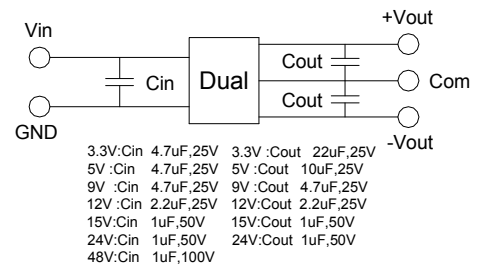 Vin
+Vout
Cin
Dual
Cout
Com
Cout
GND
-Vout
3.3V:Cin 4.7uF,25V 3.3V :Cout 22uF,25V
5V :Cin 4.7uF,25V 5V :Cout 10uF,25V
9V :Cin 4.7uF,25V 9V :Cout 4.7uF,25V
12V :Cin 2.2uF,25V 12V:Cout 2.2uF,25V
15V:Cin 1uF,50V 15V:Cout 1uF,50V
24V:Cin 1uF,50V 24V:Cout 1uF,50V
48V:Cin 1uF,100V